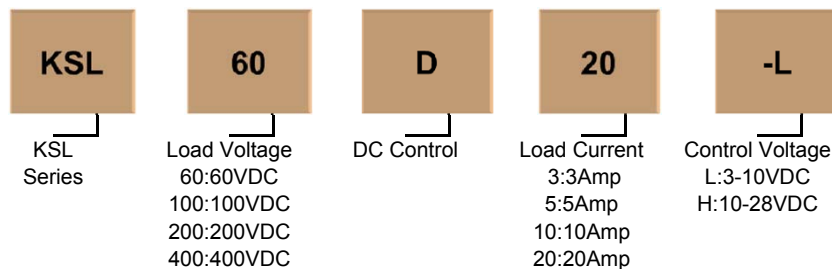 KSL 60 D 20 -L
KSL Load Voltage DC Control Load Current Control Voltage
Series 60:60VDC 3:3Amp L:3-10VDC
100:100VDC 5:5Amp H:10-28VDC
200:200VDC 10:10Amp
400:400VDC 20:20Amp